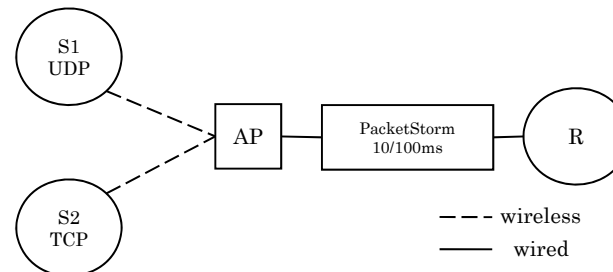 S1
UDP
AP
PacketStorm
10/100ms
R
S2
TCP
wireless
wired